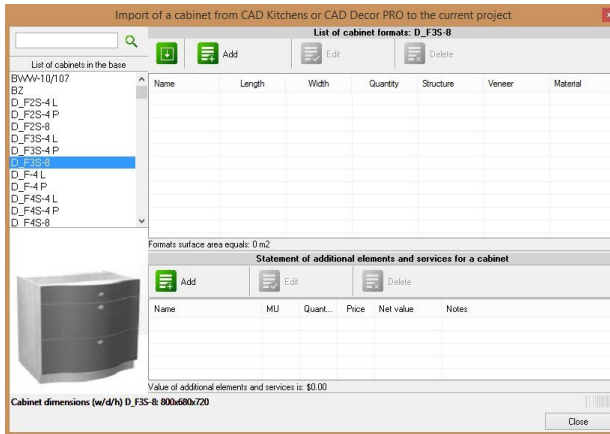 Import of a cabinet from CAD Kitchens or CAD Decor PRO to the current project
List of cabinet formats: D_F3S-8
Add Edit Delete
List of cabinets in the base
Name Length Width Quantity Structure Veneer Material
BWW-10/107
BZ
D_F2S-4 L
D_F2S-4 P
D_F2S-8
D_F3S-4 L
D_F3S-4 P
D_F3S-8
D_F-4 L
D_F-4 P
D_F4S-4 L
D_F4S-4 P
D_F4S-8
Formats surface area equals: 0 m2
Statement of additional elements and services for a cabinet
Add Edit Delete
Name MU Quant... Price Net value Notes
Value of additional elements and services is: $0.00
Cabinet dimensions (w/d/h) D_F3S-8: 800x680x720
Close